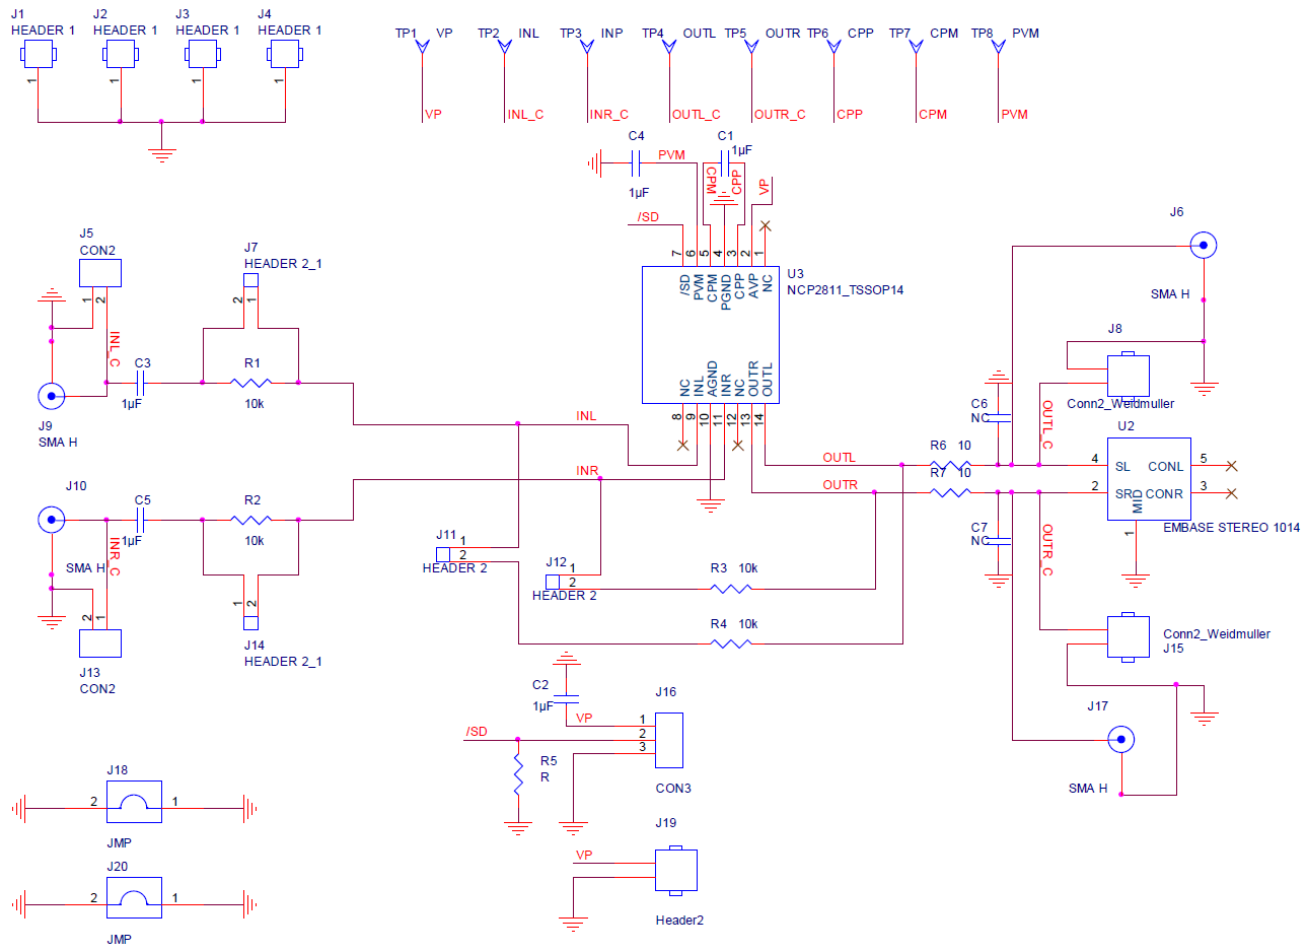 J1 J2 J3 J4
HEADER 1 HEADER 1 HEADER 1 HEADER 1
1 1 1 1
TP1 VP TP2 INL TP3 INP TP4 OUTL TP5 OUTR TP6 CPP TP7 CPM TP8 PVM
VP INL_C INR_C OUTL_C OUTR_C CPP CPM PVM
C4 C1
1µF
PVM
1µF
CPM CPP VP
/SD
7 6 5 4 3 2 1
/SD PVM CPM PGND CPP AVP NC
U3
NCP2811_TSSOP14
NC INL AGND INR NC OUTR OUTL
8 9 10 11 12 13 14
J5
CON2
1 2
INL_C
J7
HEADER 2_1
2 1
C3
1µF
R1
10k
J9
SMA H
INL
INR
J10
SMA H
C5
1µF
INR_C
R2
10k
2 1
J13
CON2
1 2
J14
HEADER 2_1
J11
1
2
HEADER 2
J12
1
2
HEADER 2
R3 10k
R4 10k
OUTL
OUTR
R6 10
R7 10
J6
SMA H
J8
Conn2_Weidmuller
C6
NC
OUTL_C
U2
4 SL CONL 5
2 SR CONR 3
MID
1
EMBASE STEREO 1014
C7
NC
OUTR_C
Conn2_Weidmuller
J15
J17
SMA H
C2
1µF
VP
J16
1
2
3
CON3
/SD
R5
R
J18
2 1
JMP
J20
2 1
JMP
J19
VP
Header2